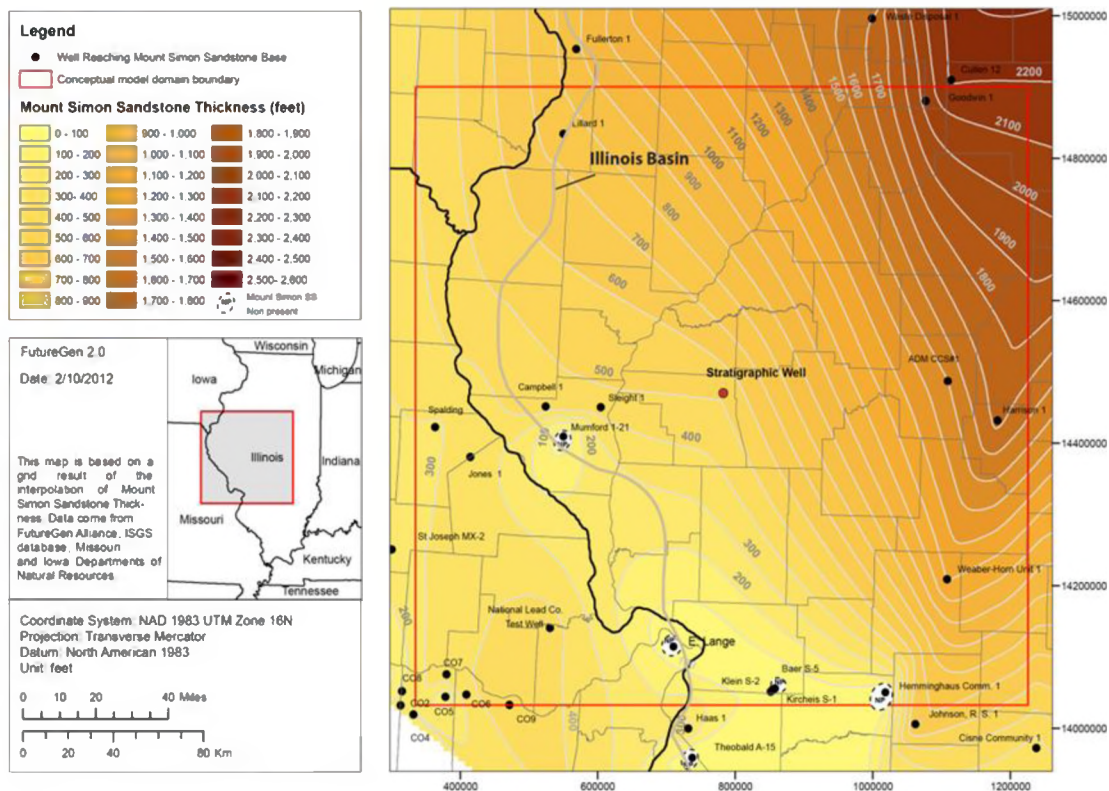 Legend
Well Reaching Mount Simon Sandstone Base
Conceptual model domain boundary
Mount Simon Sandstone Thickness (feet)
0 - 100
100 - 200
200 - 300
300- 400
400 - 500
500 - 600
600 - 700
700 - 800
800 - 900
900 - 1.000
1.000 - 1.100
1.100 - 1.200
1.200 - 1.300
1.300 - 1.400
1.400 - 1.500
1.500 - 1.600
1.600 - 1.700
1.700 - 1.800
1.800 - 1,900
1.900 - 2.000
2.000 - 2.100
2.100 - 2.200
2.200 - 2.300
2.300 - 2,400
2.400 - 2.500
2.500 - 2.600
NP
Mount Simon SS
Non present
FutureGen 2.0
Date: 2/10/2012
This map is based on a
grid result of the
interpolation of Mount
Simon Sandstone Thick-
ness. Data come from
FutureGen Alliance, ISGS
database, Missouri
and Iowa Departments of
Natural Resources
Wisconsin
Michigan
Iowa
Illinois
Indiana
Missouri
Kentucky
Tennessee
Coordinate System: NAD 1983 UTM Zone 16N
Projection: Transverse Mercator
Datum: North American 1983
Unit: feet
0 10 20 40 Miles
0 20 40 80 Km
Waste Disposal 1
Fullerton 1
Cullen 12
2200
Goodwin 1
2100
1700
1600
1500
1400
1300
1200
1100
1000
900
800
700
600
500
400
300
200
Lillard 1
Illinois Basin
2000
1900
1800
ADM CCS#1
Harrison 1
Stratigraphic Well
Campbell 1
Sleight 1
Spalding
Mumford 1-21
200
300
Jones 1
St Joseph MX-2
Weaber-Horn Unit 1
National Lead Co.
Test Well
E. Lange
200
CO7
CO8
CO2
CO5
CO6
CO4
CO9
400
Klein S-2
Baer S-5
Kircheis S-1
Hemminghaus Comm. 1
NP
Haas 1
Johnson, R. S. 1
Cisne Community 1
Theobald A-15
15000000
14800000
14600000
14400000
14200000
14000000
400000
600000
800000
1000000
1200000